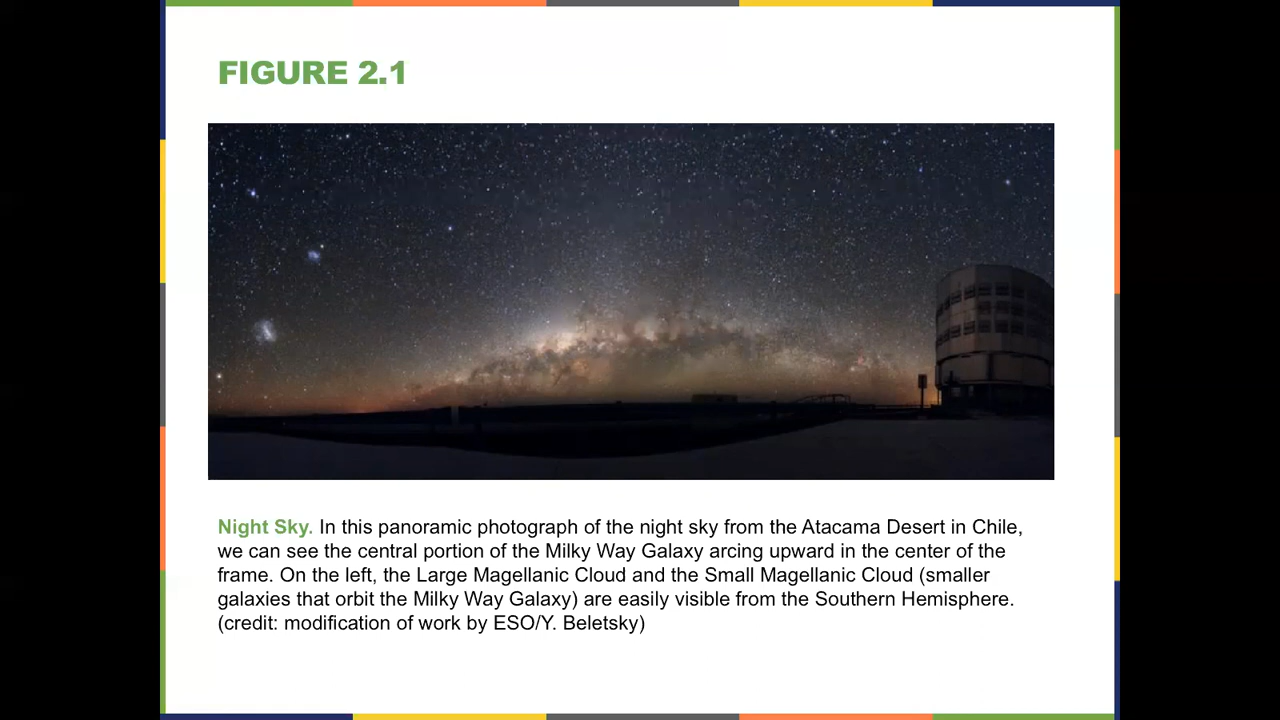 FIGURE 2.1
Night Sky. In this panoramic photograph of the night sky from the Atacama Desert in Chile,
we can see the central portion of the Milky Way Galaxy arcing upward in the center of the
frame. On the left, the Large Magellanic Cloud and the Small Magellanic Cloud (smaller
galaxies that orbit the Milky Way Galaxy) are easily visible from the Southern Hemisphere.
(credit: modification of work by ESO/Y. Beletsky)